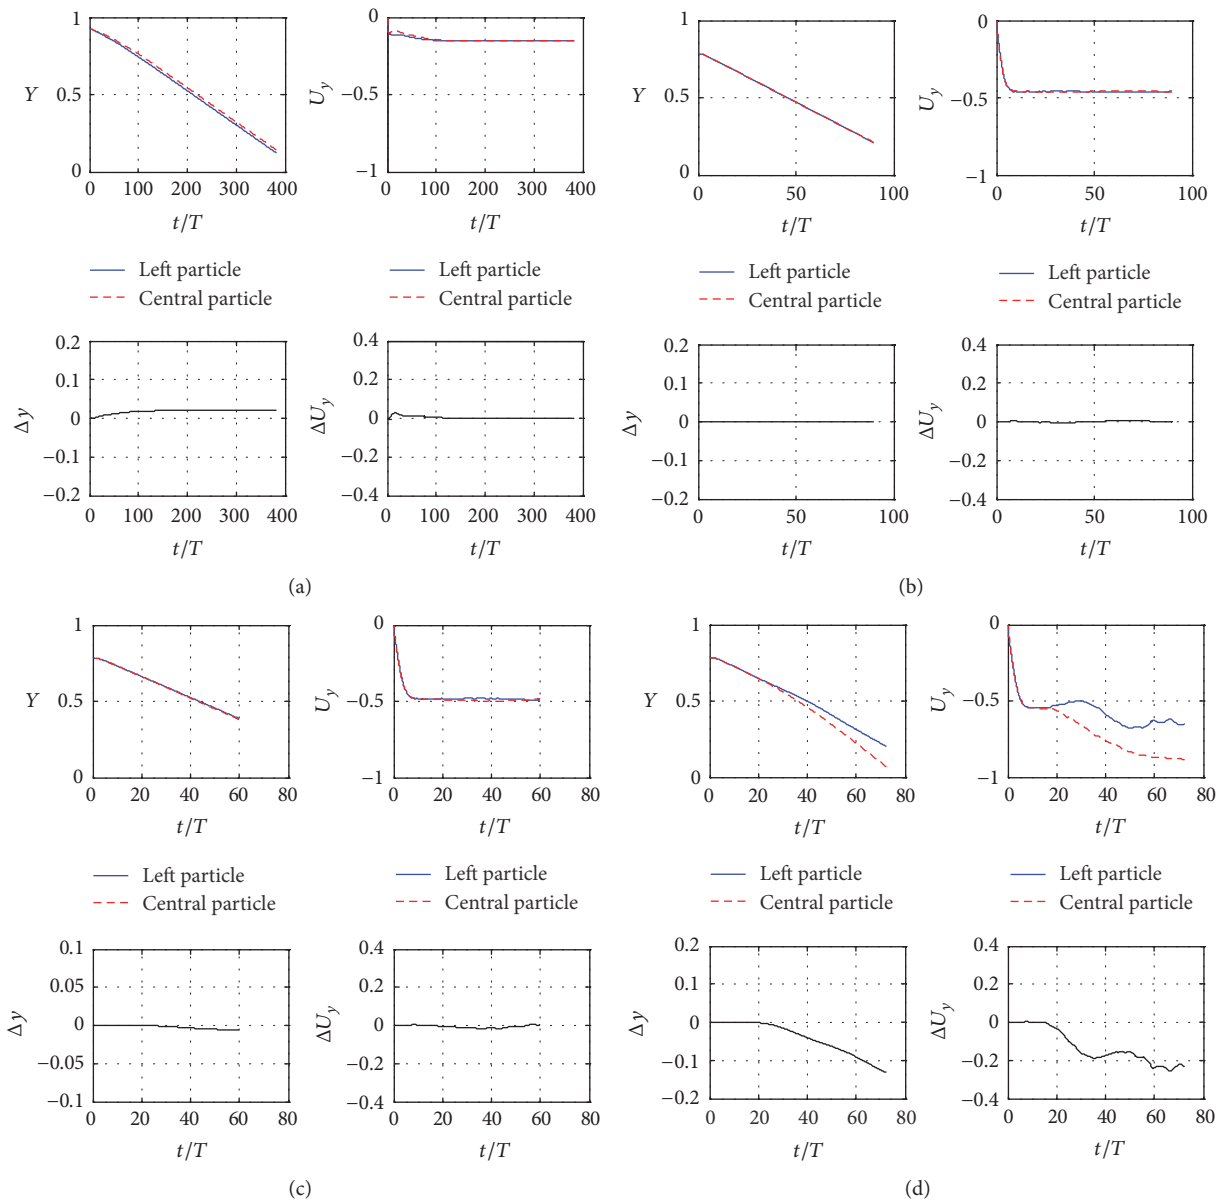 1
0.5
0
Y
0 100 200 300 400
t/T
0
−0.5
−1
U_y
0 100 200 300 400
t/T
Left particle
Central particle
Left particle
Central particle
0.2
0.1
0
−0.1
−0.2
Δy
0 100 200 300 400
t/T
0.4
0.2
0
−0.2
−0.4
ΔU_y
0 100 200 300 400
t/T
(a)
1
0.5
0
Y
0 50 100
t/T
0
−0.5
−1
U_y
0 50 100
t/T
Left particle
Central particle
Left particle
Central particle
0.2
0.1
0
−0.1
−0.2
Δy
0 50 100
t/T
0.4
0.2
0
−0.2
−0.4
ΔU_y
0 50 100
t/T
(b)
1
0.5
0
Y
0 20 40 60 80
t/T
0
−0.5
−1
U_y
0 20 40 60 80
t/T
Left particle
Central particle
Left particle
Central particle
0.1
0.05
0
−0.05
−0.1
Δy
0 20 40 60 80
t/T
0.4
0.2
0
−0.2
−0.4
ΔU_y
0 20 40 60 80
t/T
(c)
1
0.5
0
Y
0 20 40 60 80
t/T
0
−0.5
−1
U_y
0 20 40 60 80
t/T
Left particle
Central particle
Left particle
Central particle
0.2
0.1
0
−0.1
−0.2
Δy
0 20 40 60 80
t/T
0.4
0.2
0
−0.2
−0.4
ΔU_y
0 20 40 60 80
t/T
(d)